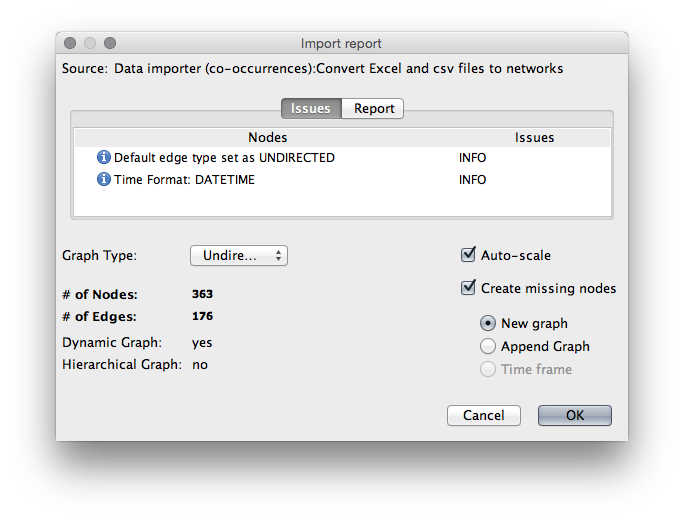 Import report
Source: Data importer (co-occurrences):Convert Excel and csv files to networks
Issues Report
Nodes Issues
Default edge type set as UNDIRECTED INFO
Time Format: DATETIME INFO
Graph Type: Undire... Auto-scale
Create missing nodes
# of Nodes: 363
# of Edges: 176 New graph
Dynamic Graph: yes Append Graph
Hierarchical Graph: no Time frame
Cancel OK